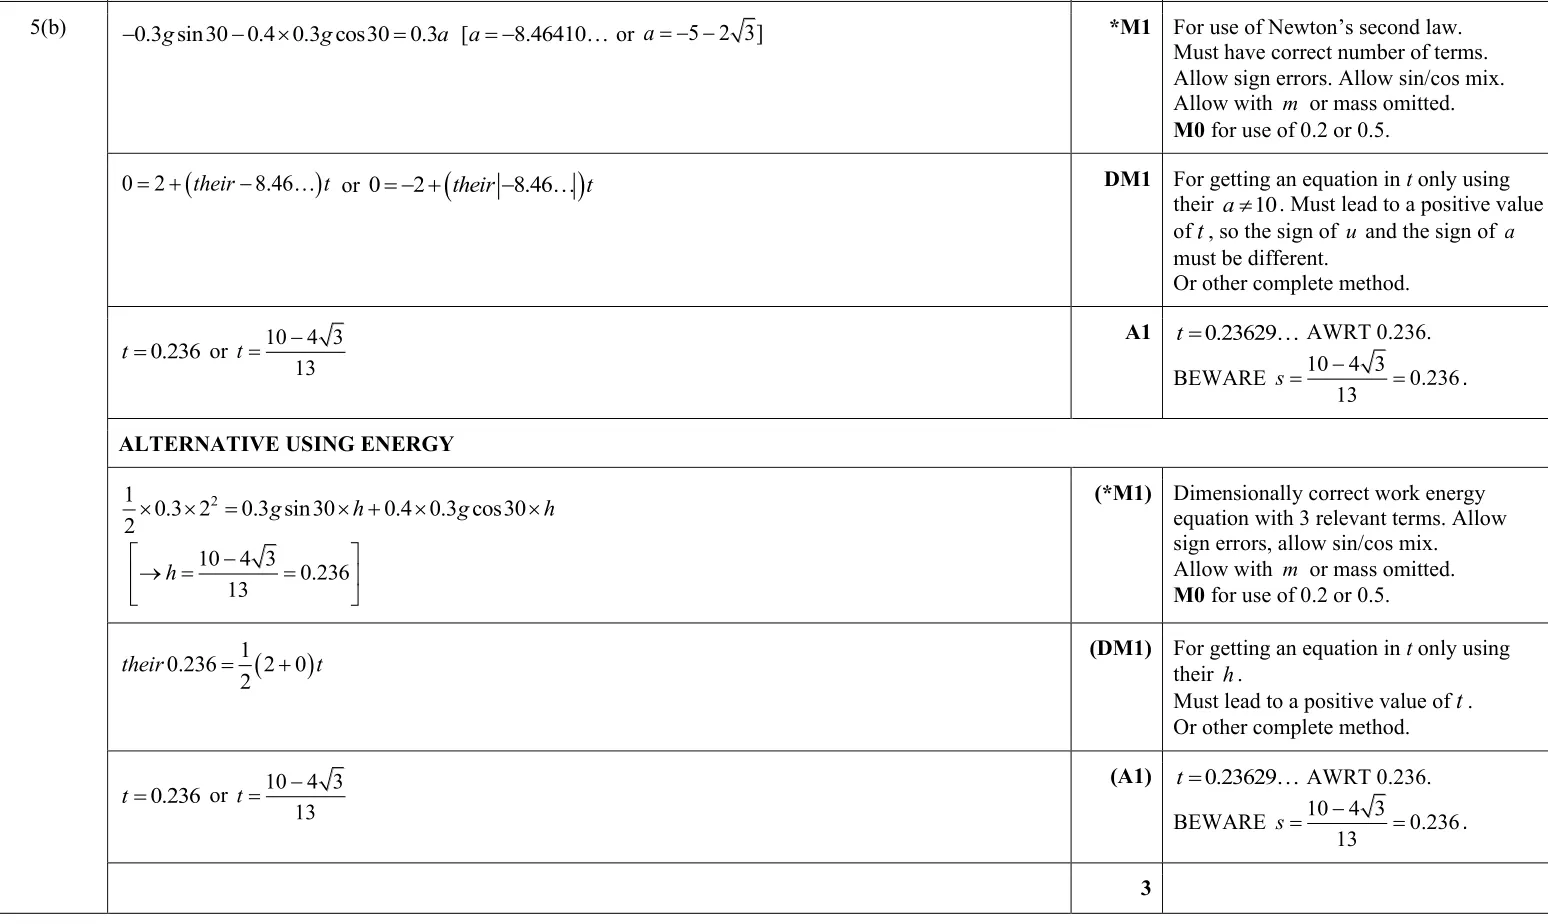 5(b)
−0.3g sin30 − 0.4 × 0.3g cos30 = 0.3a [a = −8.46410… or a = −5 − 2√3]
*M1
For use of Newton’s second law.
Must have correct number of terms.
Allow sign errors. Allow sin/cos mix.
Allow with m or mass omitted.
M0 for use of 0.2 or 0.5.
0 = 2 + (their − 8.46…)t or 0 = −2 + (their |−8.46…|)t
DM1
For getting an equation in t only using
their a ≠ 10. Must lead to a positive value
of t , so the sign of u and the sign of a
must be different.
Or other complete method.
t = 0.236 or t = (10 − 4√3)/13
A1
t = 0.23629… AWRT 0.236.
BEWARE s = (10 − 4√3)/13 = 0.236.
ALTERNATIVE USING ENERGY
1/2 × 0.3 × 2² = 0.3g sin30 × h + 0.4 × 0.3g cos30 × h
[→ h = (10 − 4√3)/13 = 0.236]
(*M1)
Dimensionally correct work energy
equation with 3 relevant terms. Allow
sign errors, allow sin/cos mix.
Allow with m or mass omitted.
M0 for use of 0.2 or 0.5.
their 0.236 = 1/2 (2 + 0)t
(DM1)
For getting an equation in t only using
their h .
Must lead to a positive value of t .
Or other complete method.
t = 0.236 or t = (10 − 4√3)/13
(A1)
t = 0.23629… AWRT 0.236.
BEWARE s = (10 − 4√3)/13 = 0.236.
3